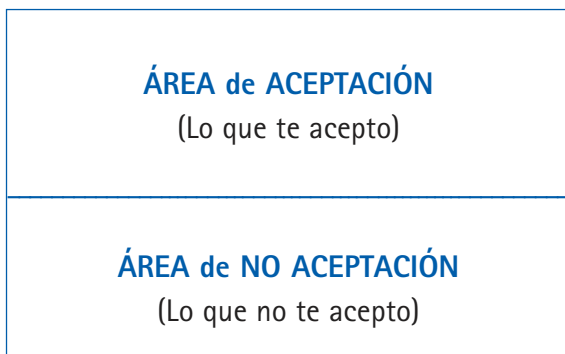 ÁREA de ACEPTACIÓN
(Lo que te acepto)
ÁREA de NO ACEPTACIÓN
(Lo que no te acepto)